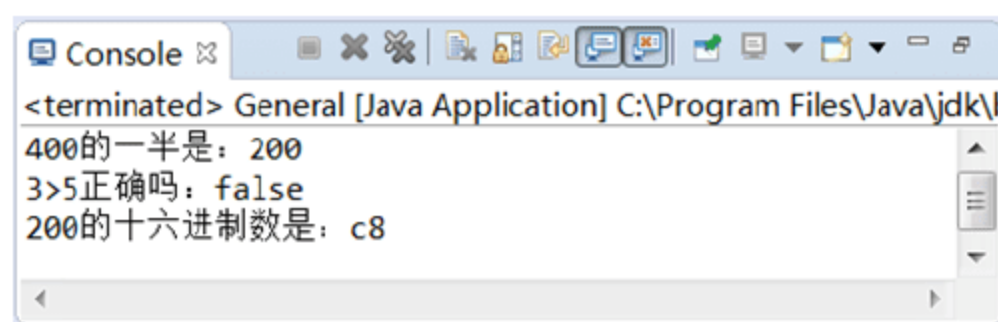 Console
<terminated> General [Java Application] C:\Program Files\Java\jdk\
400的一半是：200
3>5正确吗：false
200的十六进制数是：c8